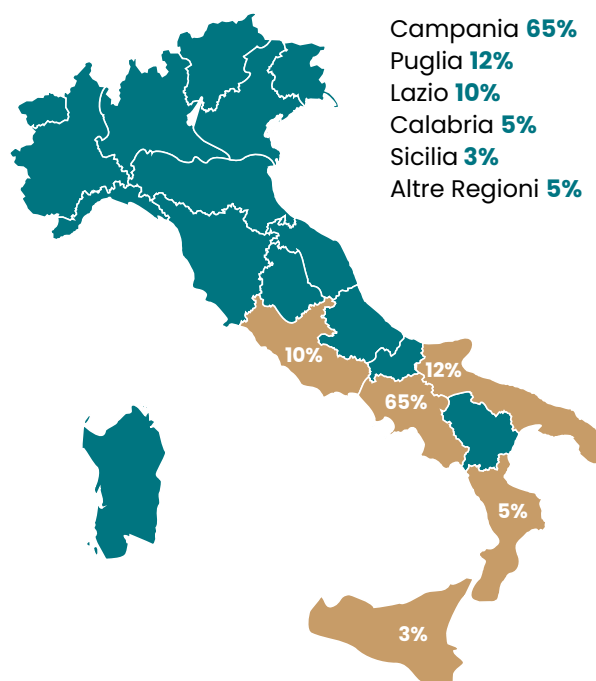 Campania 65%
Puglia 12%
Lazio 10%
Calabria 5%
Sicilia 3%
Altre Regioni 5%
10%
12%
65%
5%
3%